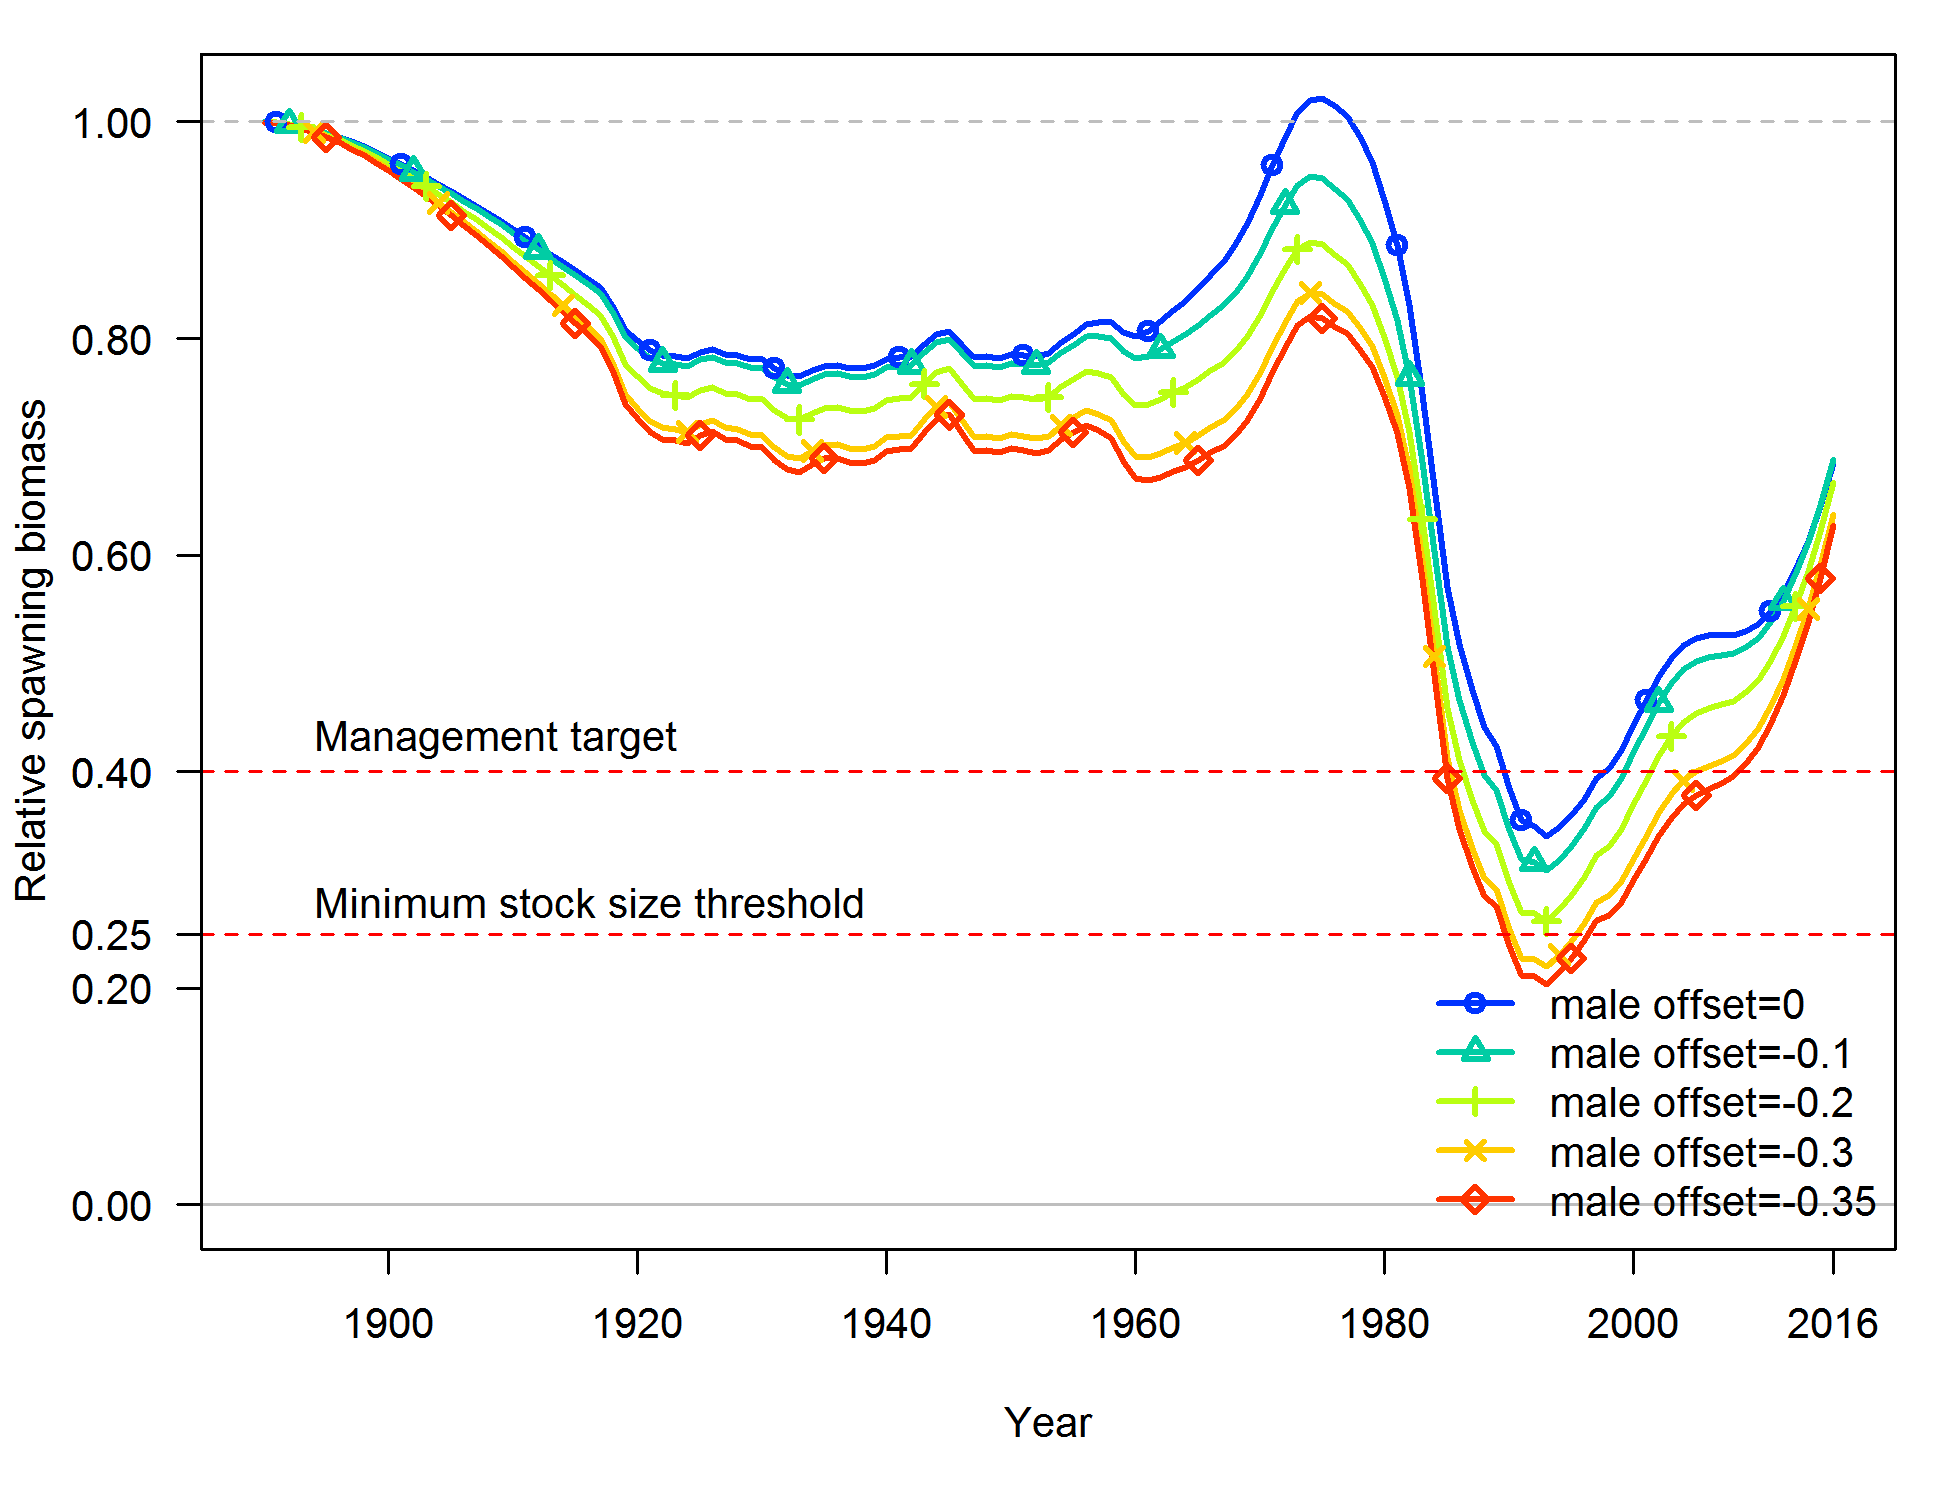 Relative spawning biomass
1.00
0.80
0.60
0.40
0.25
0.20
0.00
Management target
Minimum stock size threshold
male offset=0
male offset=-0.1
male offset=-0.2
male offset=-0.3
male offset=-0.35
1900 1920 1940 1960 1980 2000 2016
Year